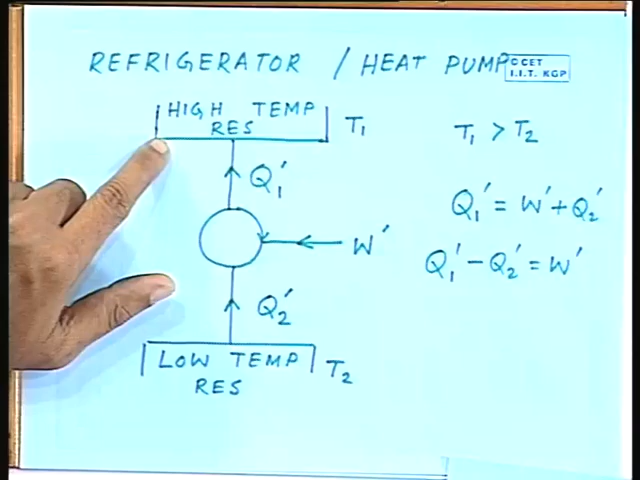 REFRIGERATOR / HEAT PUMP
© CET
I.I.T. KGP
HIGH TEMP
RES
T₁
T₁ > T₂
Q₁'
Q₁' = W' + Q₂'
W'
Q₁' - Q₂' = W'
Q₂'
LOW TEMP
RES
T₂